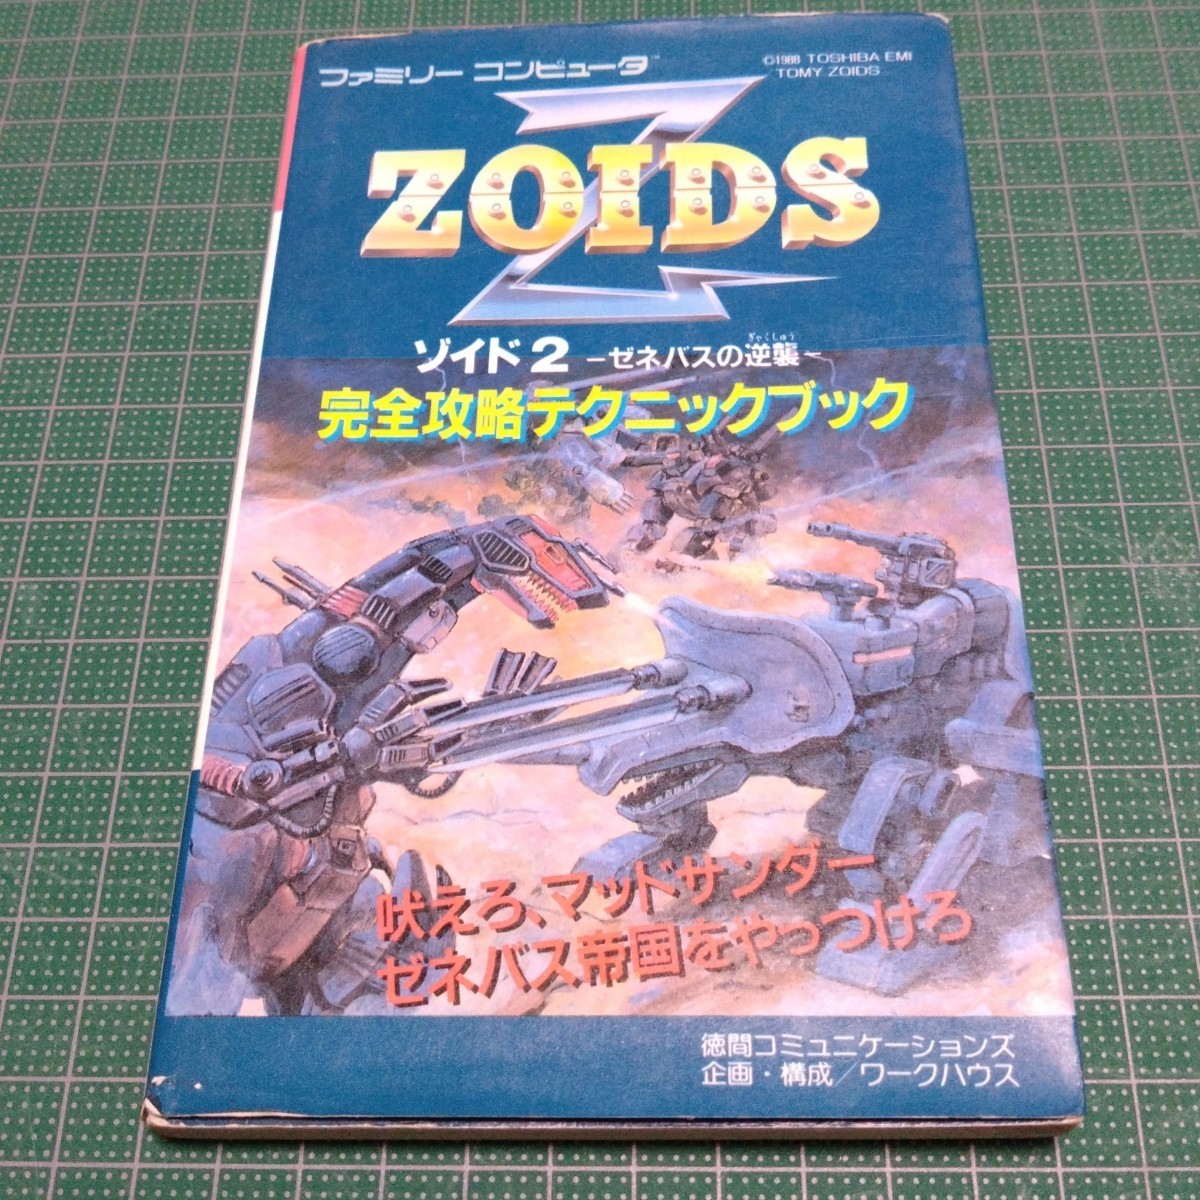 ファミリー コンピュータ™
©1988 TOSHIBA EMI
TOMY ZOIDS
ZOIDS
ゾイド2 －ゼネバスの逆襲－
ぎゃくしゅう
完全攻略テクニックブック
吠えろ、マッドサンダー
ゼネバス帝国をやっつけろ
徳間コミュニケーションズ
企画・構成／ワークハウス